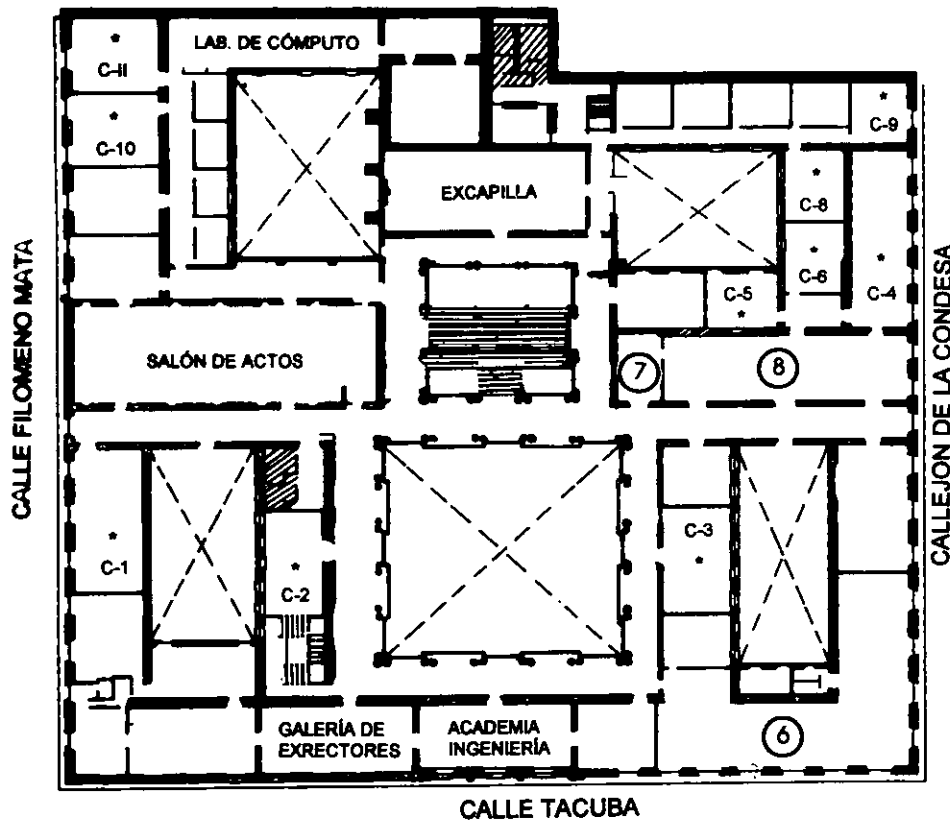 LAB. DE CÓMPUTO
C-II
C-10
C-9
EXCAPILLA
C-8
C-6
C-4
C-5
CALLE FILOMENO MATA
SALÓN DE ACTOS
7
8
CALLEJON DE LA CONDESA
C-1
C-2
C-3
GALERÍA DE
EXRECTORES
ACADEMIA
INGENIERÍA
6
CALLE TACUBA